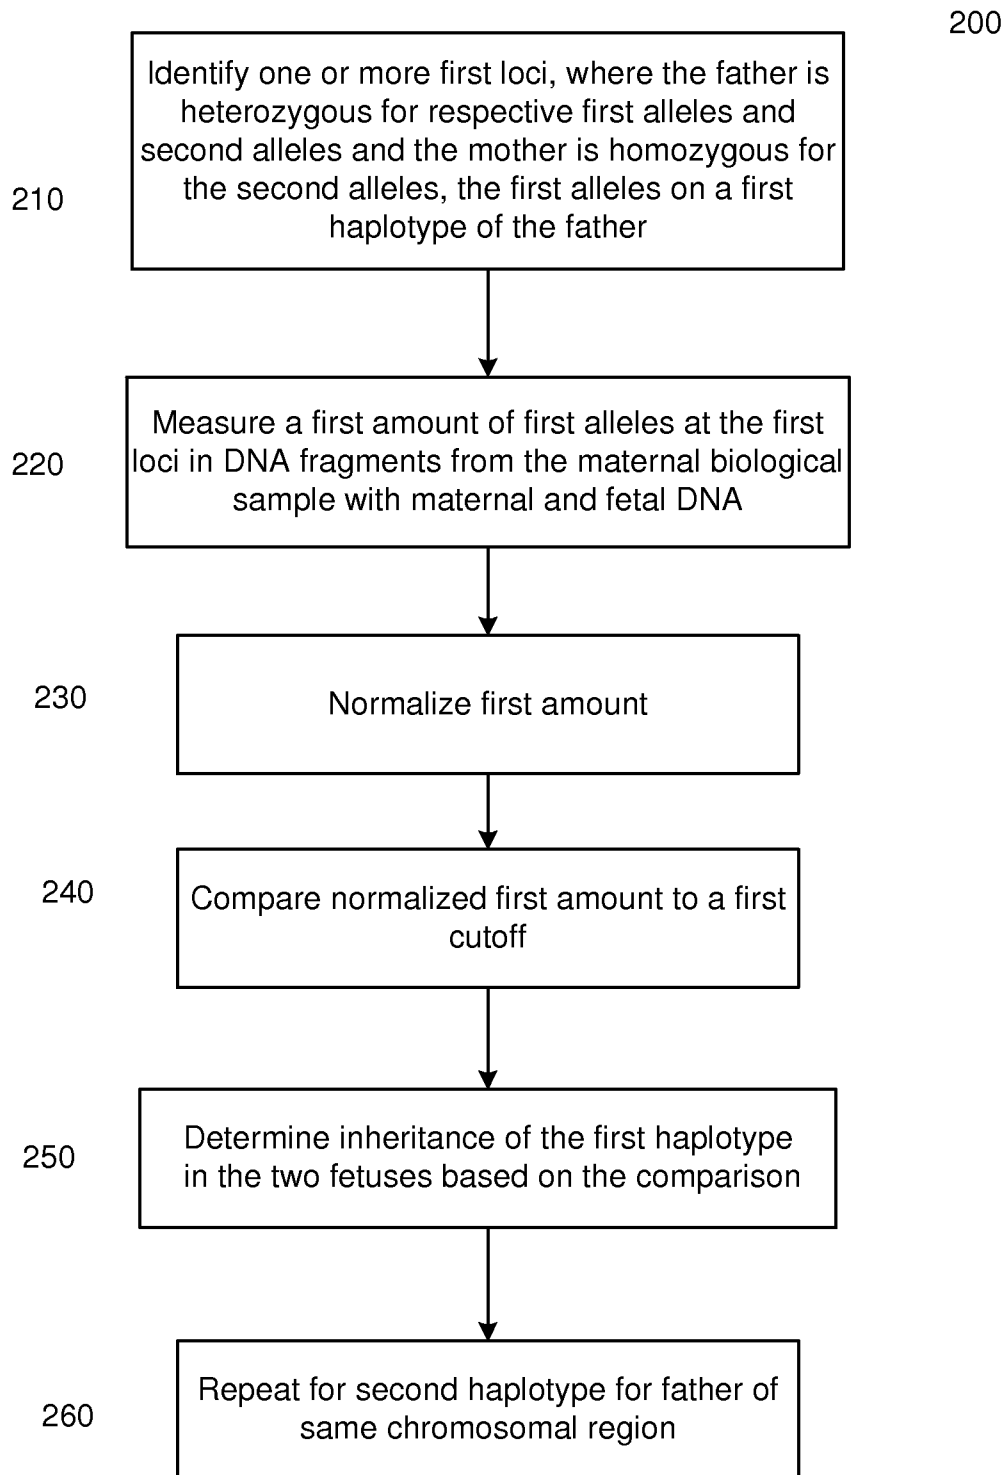 200
Identify one or more first loci, where the father is
heterozygous for respective first alleles and
second alleles and the mother is homozygous for
the second alleles, the first alleles on a first
haplotype of the father
210
Measure a first amount of first alleles at the first
loci in DNA fragments from the maternal biological
sample with maternal and fetal DNA
220
Normalize first amount
230
Compare normalized first amount to a first
cutoff
240
Determine inheritance of the first haplotype
in the two fetuses based on the comparison
250
Repeat for second haplotype for father of
same chromosomal region
260